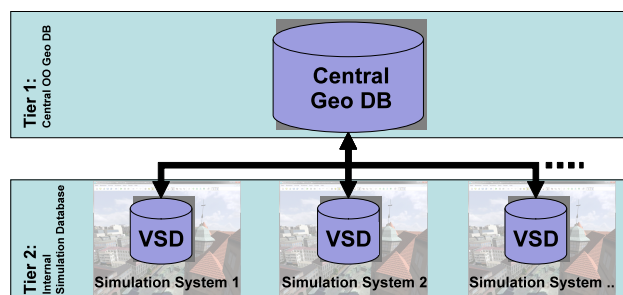 Tier 1:
Central OO Geo DB
Central
Geo DB
Tier 2:
Internal
Simulation Database
VSD
Simulation System 1
VSD
Simulation System 2
VSD
Simulation System ..